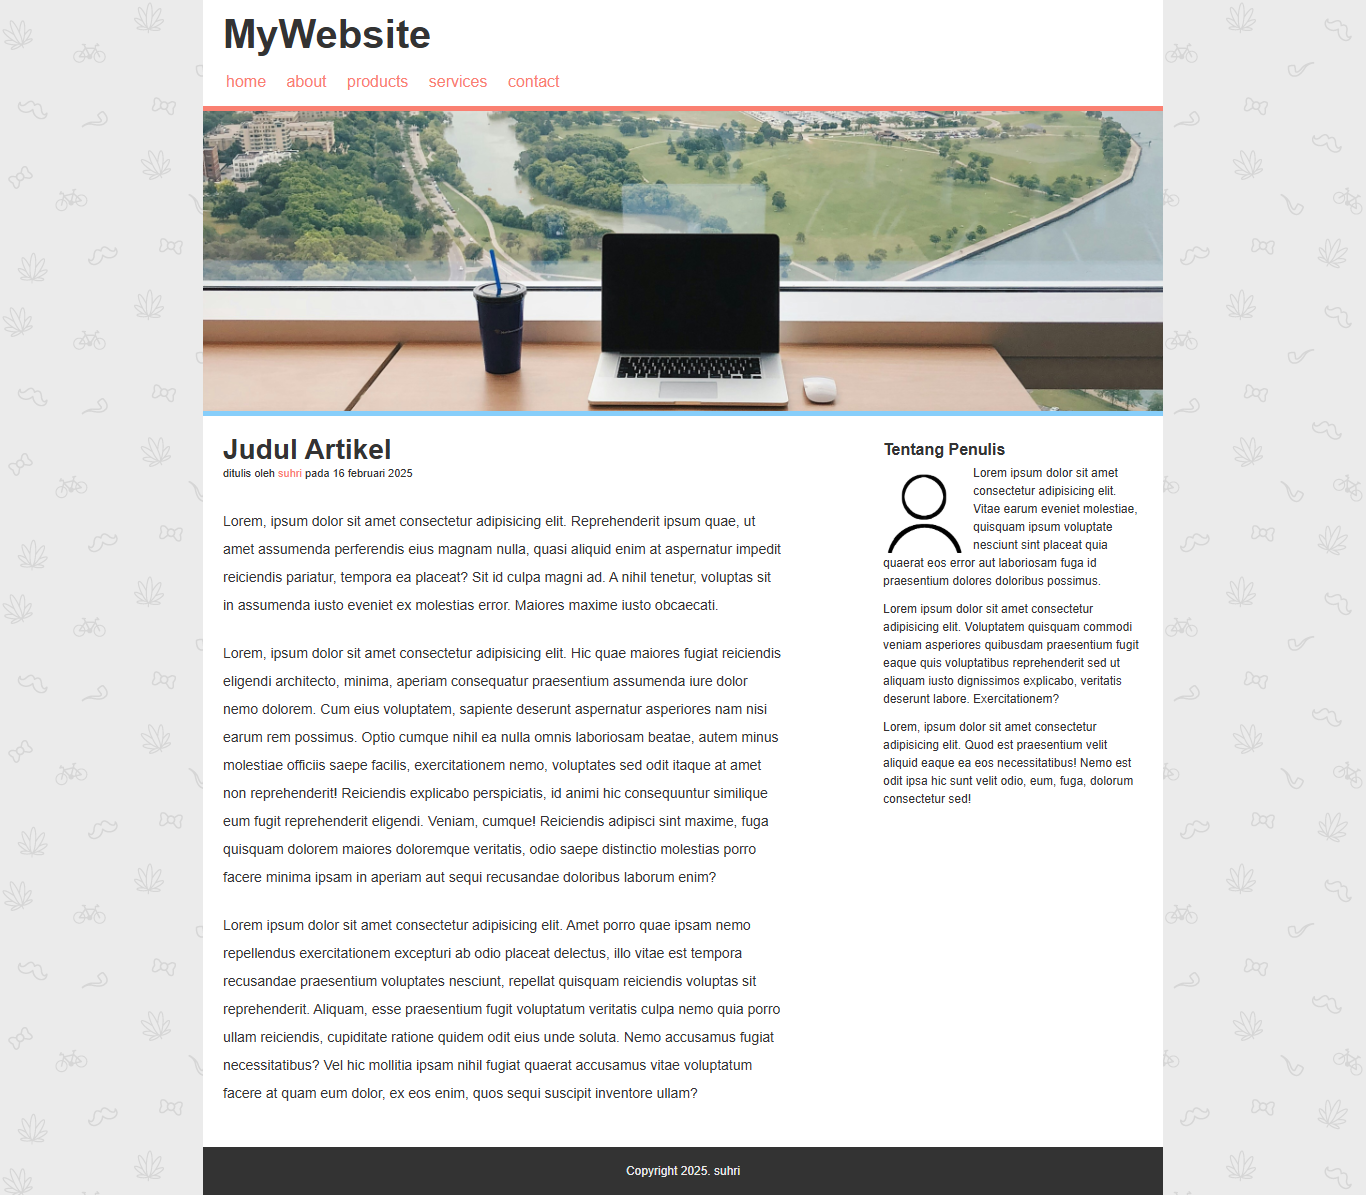 MyWebsite
home about products services contact
Judul Artikel
ditulis oleh suhri pada 16 februari 2025
Lorem, ipsum dolor sit amet consectetur adipisicing elit. Reprehenderit ipsum quae, ut
amet assumenda perferendis eius magnam nulla, quasi aliquid enim at aspernatur impedit
reiciendis pariatur, tempora ea placeat? Sit id culpa magni ad. A nihil tenetur, voluptas sit
in assumenda iusto eveniet ex molestias error. Maiores maxime iusto obcaecati.
Lorem, ipsum dolor sit amet consectetur adipisicing elit. Hic quae maiores fugiat reiciendis
eligendi architecto, minima, aperiam consequatur praesentium assumenda iure dolor
nemo dolorem. Cum eius voluptatem, sapiente deserunt aspernatur asperiores nam nisi
earum rem possimus. Optio cumque nihil ea nulla omnis laboriosam beatae, autem minus
molestiae officiis saepe facilis, exercitationem nemo, voluptates sed odit itaque at amet
non reprehenderit! Reiciendis explicabo perspiciatis, id animi hic consequuntur similique
eum fugit reprehenderit eligendi. Veniam, cumque! Reiciendis adipisci sint maxime, fuga
quisquam dolorem maiores doloremque veritatis, odio saepe distinctio molestias porro
facere minima ipsam in aperiam aut sequi recusandae doloribus laborum enim?
Lorem ipsum dolor sit amet consectetur adipisicing elit. Amet porro quae ipsam nemo
repellendus exercitationem excepturi ab odio placeat delectus, illo vitae est tempora
recusandae praesentium voluptates nesciunt, repellat quisquam reiciendis voluptas sit
reprehenderit. Aliquam, esse praesentium fugit voluptatum veritatis culpa nemo quia porro
ullam reiciendis, cupiditate ratione quidem odit eius unde soluta. Nemo accusamus fugiat
necessitatibus? Vel hic mollitia ipsam nihil fugiat quaerat accusamus vitae voluptatum
facere at quam eum dolor, ex eos enim, quos sequi suscipit inventore ullam?
Tentang Penulis
Lorem ipsum dolor sit amet
consectetur adipisicing elit.
Vitae earum eveniet molestiae,
quisquam ipsum voluptate
nesciunt sint placeat quia
quaerat eos error aut laboriosam fuga id
praesentium dolores doloribus possimus.
Lorem ipsum dolor sit amet consectetur
adipisicing elit. Voluptatem quisquam commodi
veniam asperiores quibusdam praesentium fugit
eaque quis voluptatibus reprehenderit sed ut
aliquam iusto dignissimos explicabo, veritatis
deserunt labore. Exercitationem?
Lorem, ipsum dolor sit amet consectetur
adipisicing elit. Quod est praesentium velit
aliquid eaque ea eos necessitatibus! Nemo est
odit ipsa hic sunt velit odio, eum, fuga, dolorum
consectetur sed!
Copyright 2025. suhri